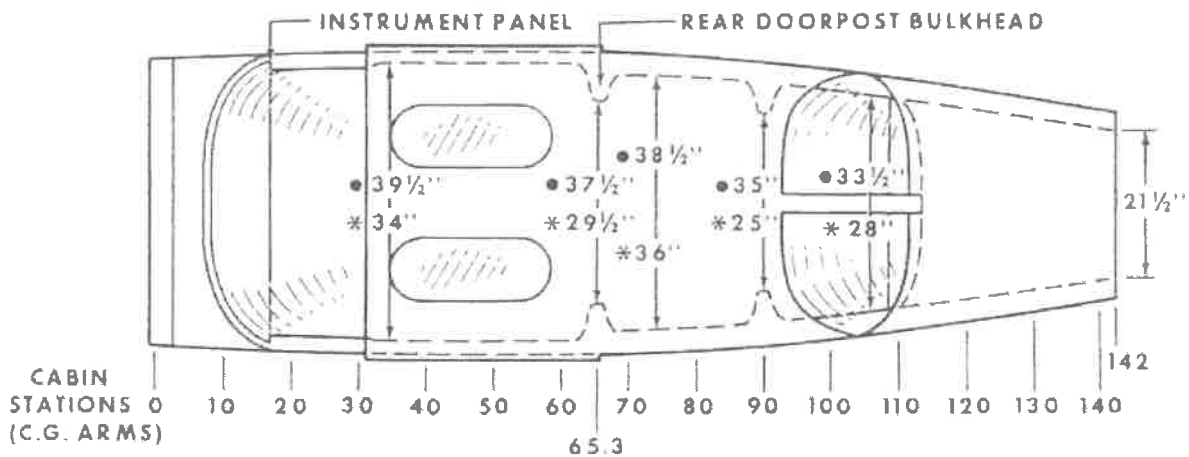 INSTRUMENT PANEL
REAR DOORPOST BULKHEAD
● 38½"
● 39½" ● 37½" ● 35" ● 33½"
21½"
* 34" * 29½" * 25" * 28"
* 36"
142
CABIN
STATIONS
(C.G. ARMS)
0 10 20 30 40 50 60 70 80 90 100 110 120 130 140
65.3